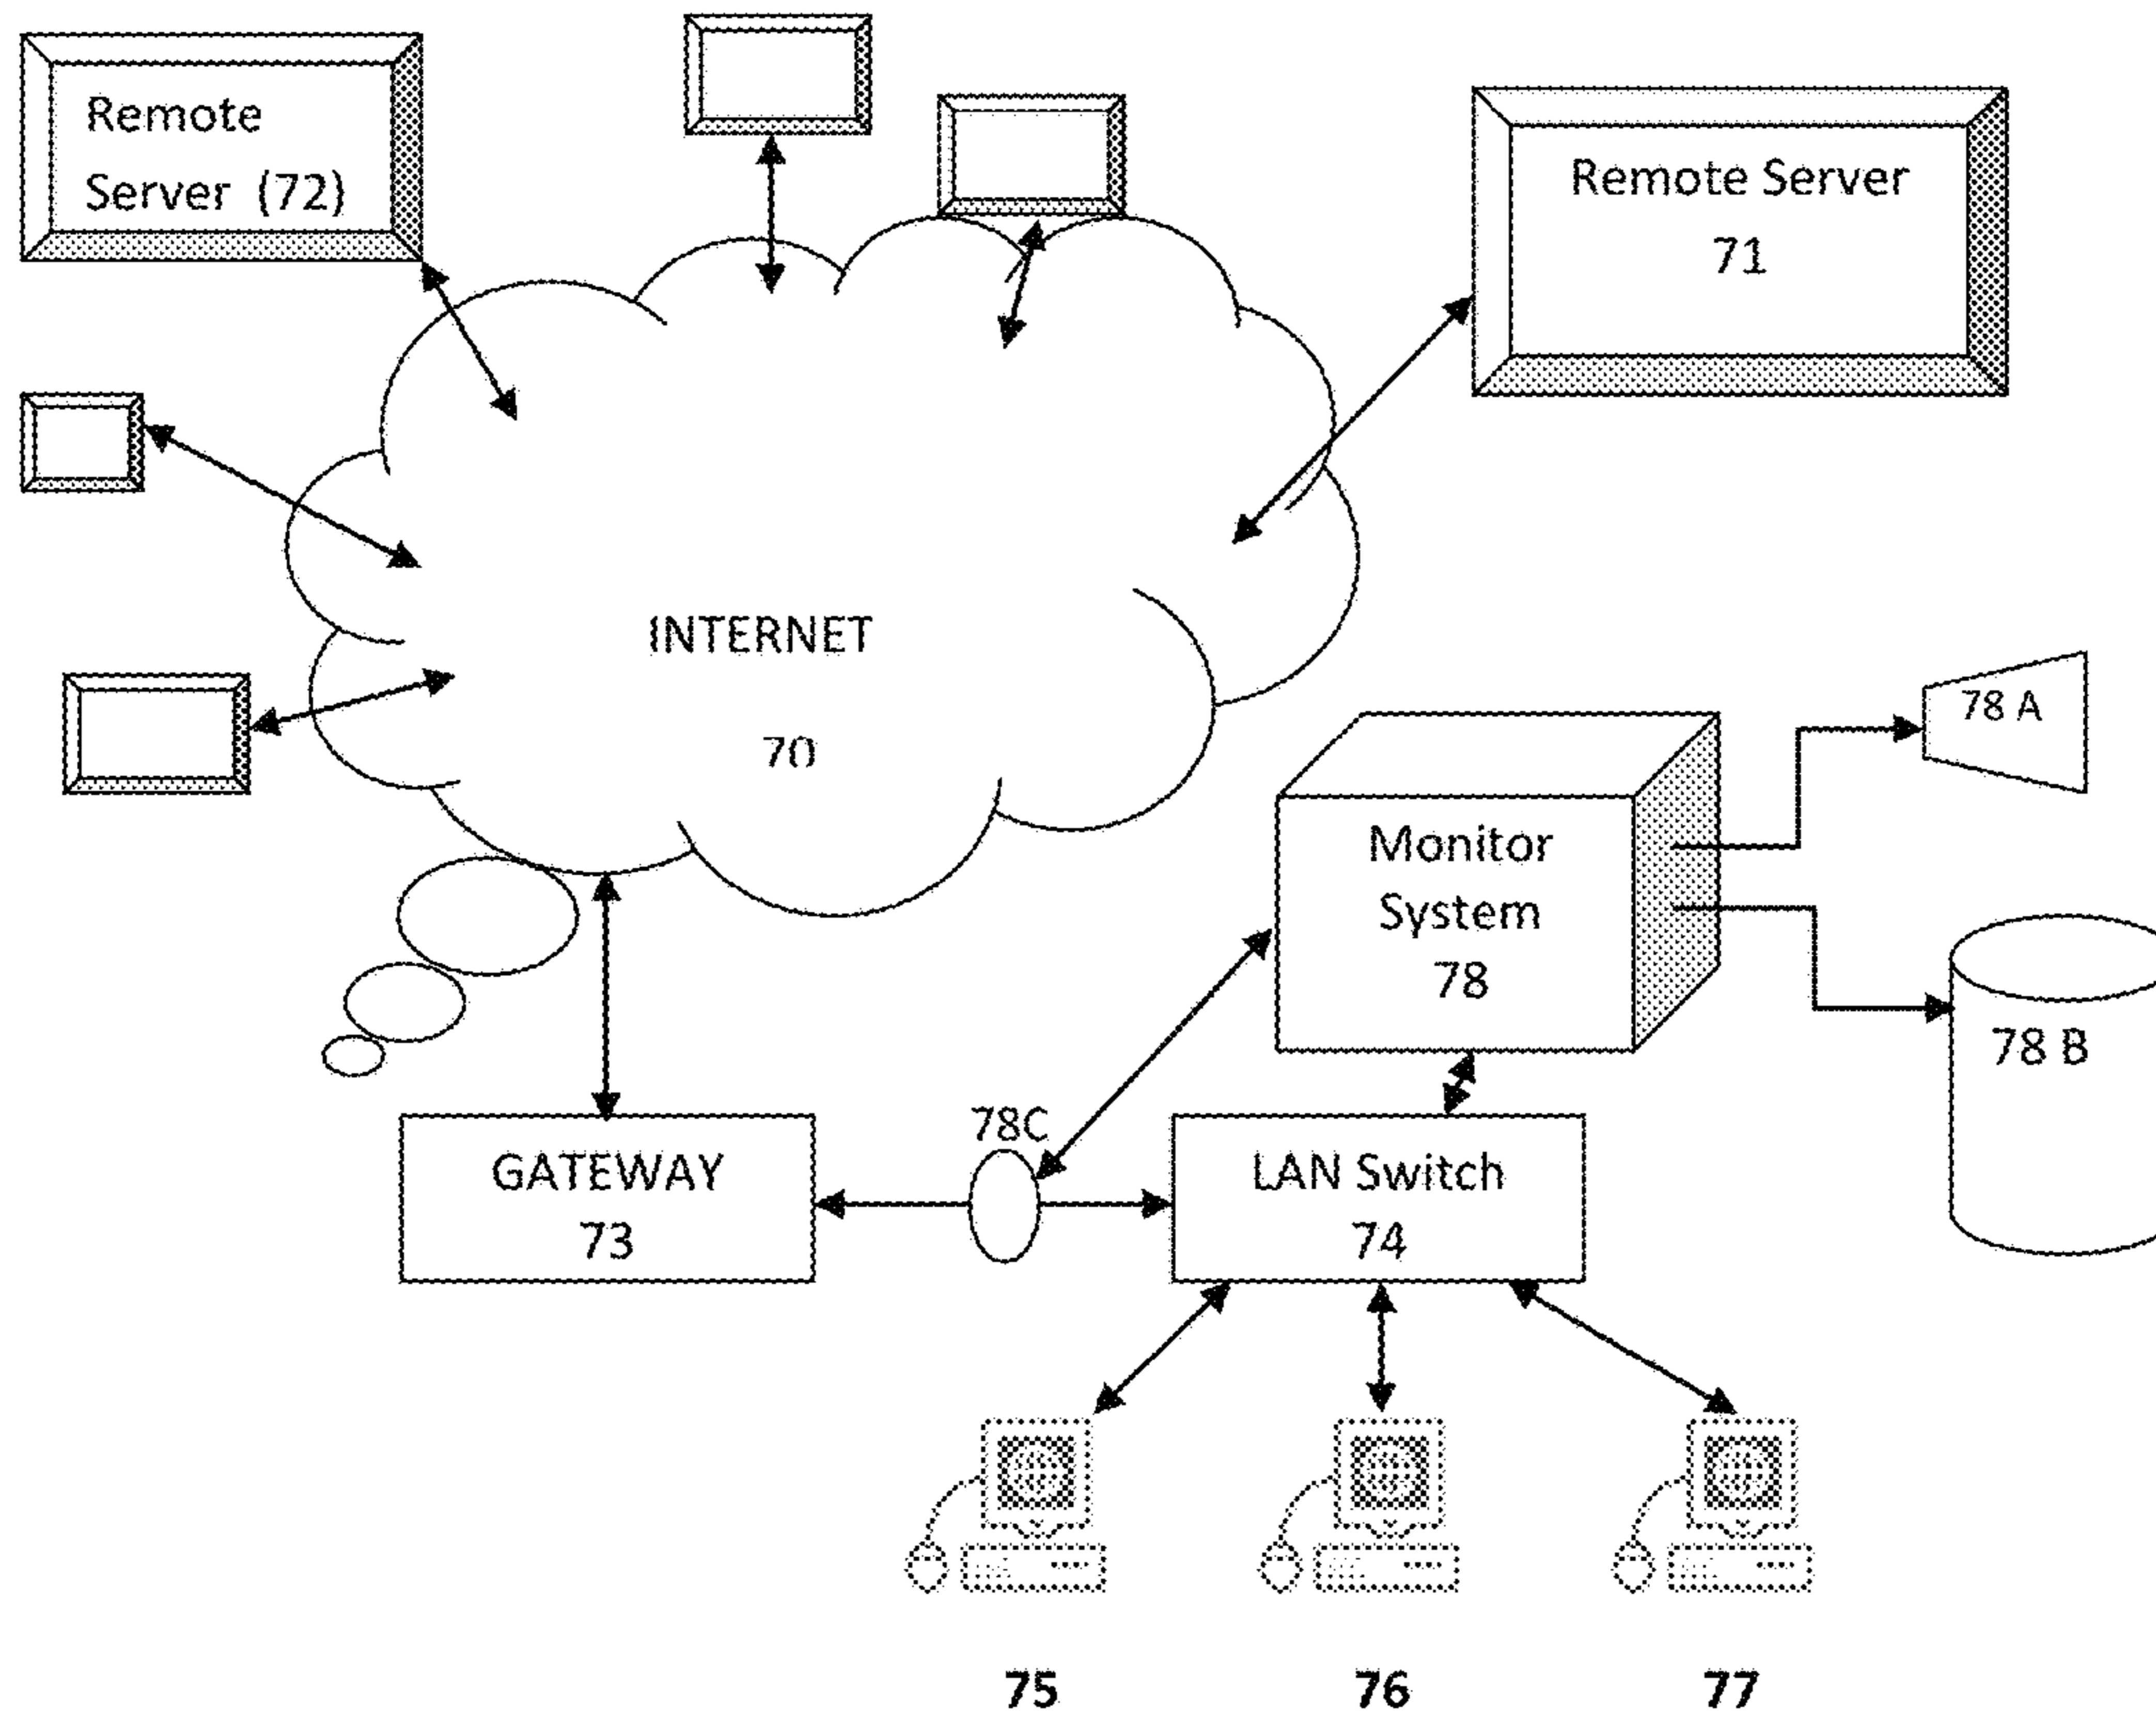 Remote
Server (72)
Remote Server
71
INTERNET
70
78 A
Monitor
System
78
78 B
78C
GATEWAY
73
LAN Switch
74
75
76
77